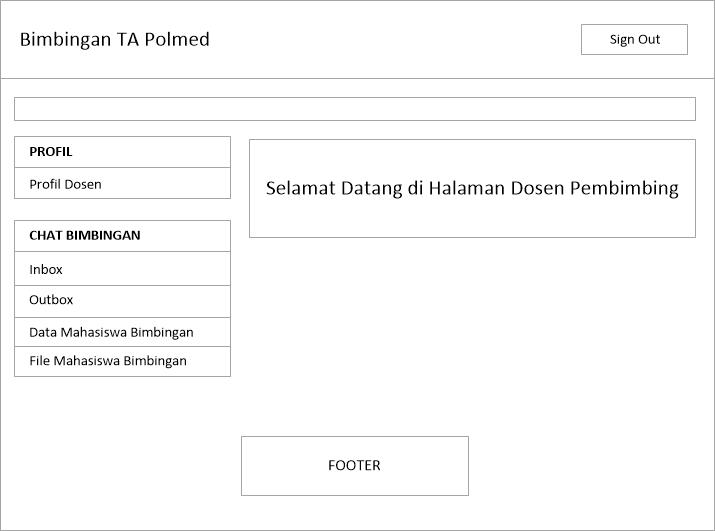 Bimbingan TA Polmed
Sign Out
PROFIL
Profil Dosen
Selamat Datang di Halaman Dosen Pembimbing
CHAT BIMBINGAN
Inbox
Outbox
Data Mahasiswa Bimbingan
File Mahasiswa Bimbingan
FOOTER